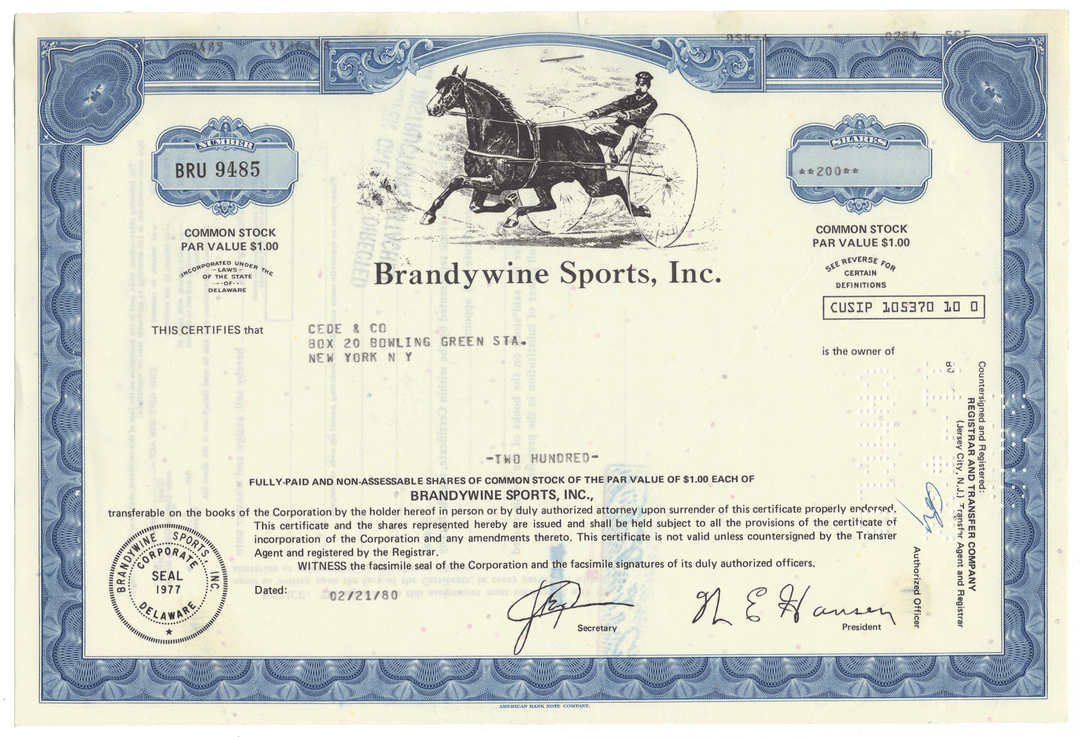 NUMBER
BRU 9485
SHARES
**200**
COMMON STOCK
PAR VALUE $1.00
INCORPORATED UNDER THE
-LAWS-
OF THE STATE
-OF-
DELAWARE
COMMON STOCK
PAR VALUE $1.00
SEE REVERSE FOR
CERTAIN
DEFINITIONS
Brandywine Sports, Inc.
CUSIP 105370 10 0
THIS CERTIFIES that
CEDE & CO
BOX 20 BOWLING GREEN STA.
NEW YORK N Y
is the owner of
-TWO HUNDRED-
FULLY-PAID AND NON-ASSESSABLE SHARES OF COMMON STOCK OF THE PAR VALUE OF $1.00 EACH OF
BRANDYWINE SPORTS, INC.,
transferable on the books of the Corporation by the holder hereof in person or by duly authorized attorney upon surrender of this certificate properly endorsed.
This certificate and the shares represented hereby are issued and shall be held subject to all the provisions of the certificate of
incorporation of the Corporation and any amendments thereto. This certificate is not valid unless countersigned by the Transfer
Agent and registered by the Registrar.
WITNESS the facsimile seal of the Corporation and the facsimile signatures of its duly authorized officers.
Dated: 02/21/80
BRANDYWINE SPORTS, INC
CORPORATE
SEAL
1977
DELAWARE
Secretary
N E Hansen
President
Countersigned and Registered:
REGISTRAR AND TRANSFER COMPANY
(Jersey City, N.J.) Transfer Agent and Registrar
Authorized Officer
AMERICAN BANK NOTE COMPANY.